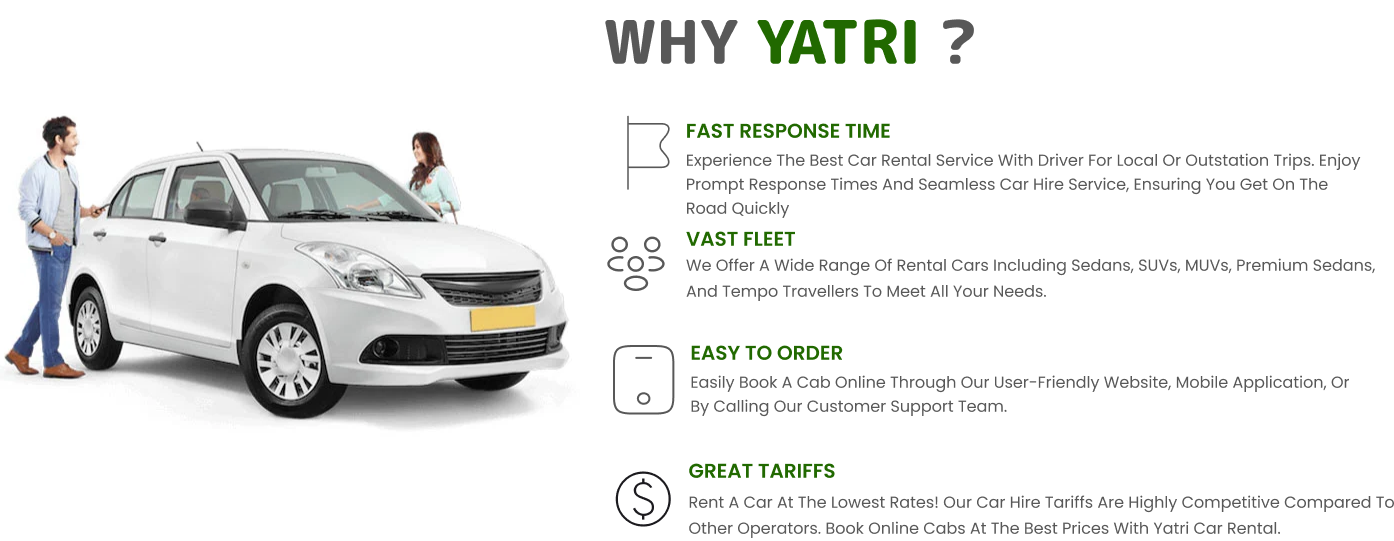 WHY YATRI ?
FAST RESPONSE TIME
Experience The Best Car Rental Service With Driver For Local Or Outstation Trips. Enjoy
Prompt Response Times And Seamless Car Hire Service, Ensuring You Get On The
Road Quickly
VAST FLEET
We Offer A Wide Range Of Rental Cars Including Sedans, SUVs, MUVs, Premium Sedans,
And Tempo Travellers To Meet All Your Needs.
EASY TO ORDER
Easily Book A Cab Online Through Our User-Friendly Website, Mobile Application, Or
By Calling Our Customer Support Team.
GREAT TARIFFS
Rent A Car At The Lowest Rates! Our Car Hire Tariffs Are Highly Competitive Compared To
Other Operators. Book Online Cabs At The Best Prices With Yatri Car Rental.